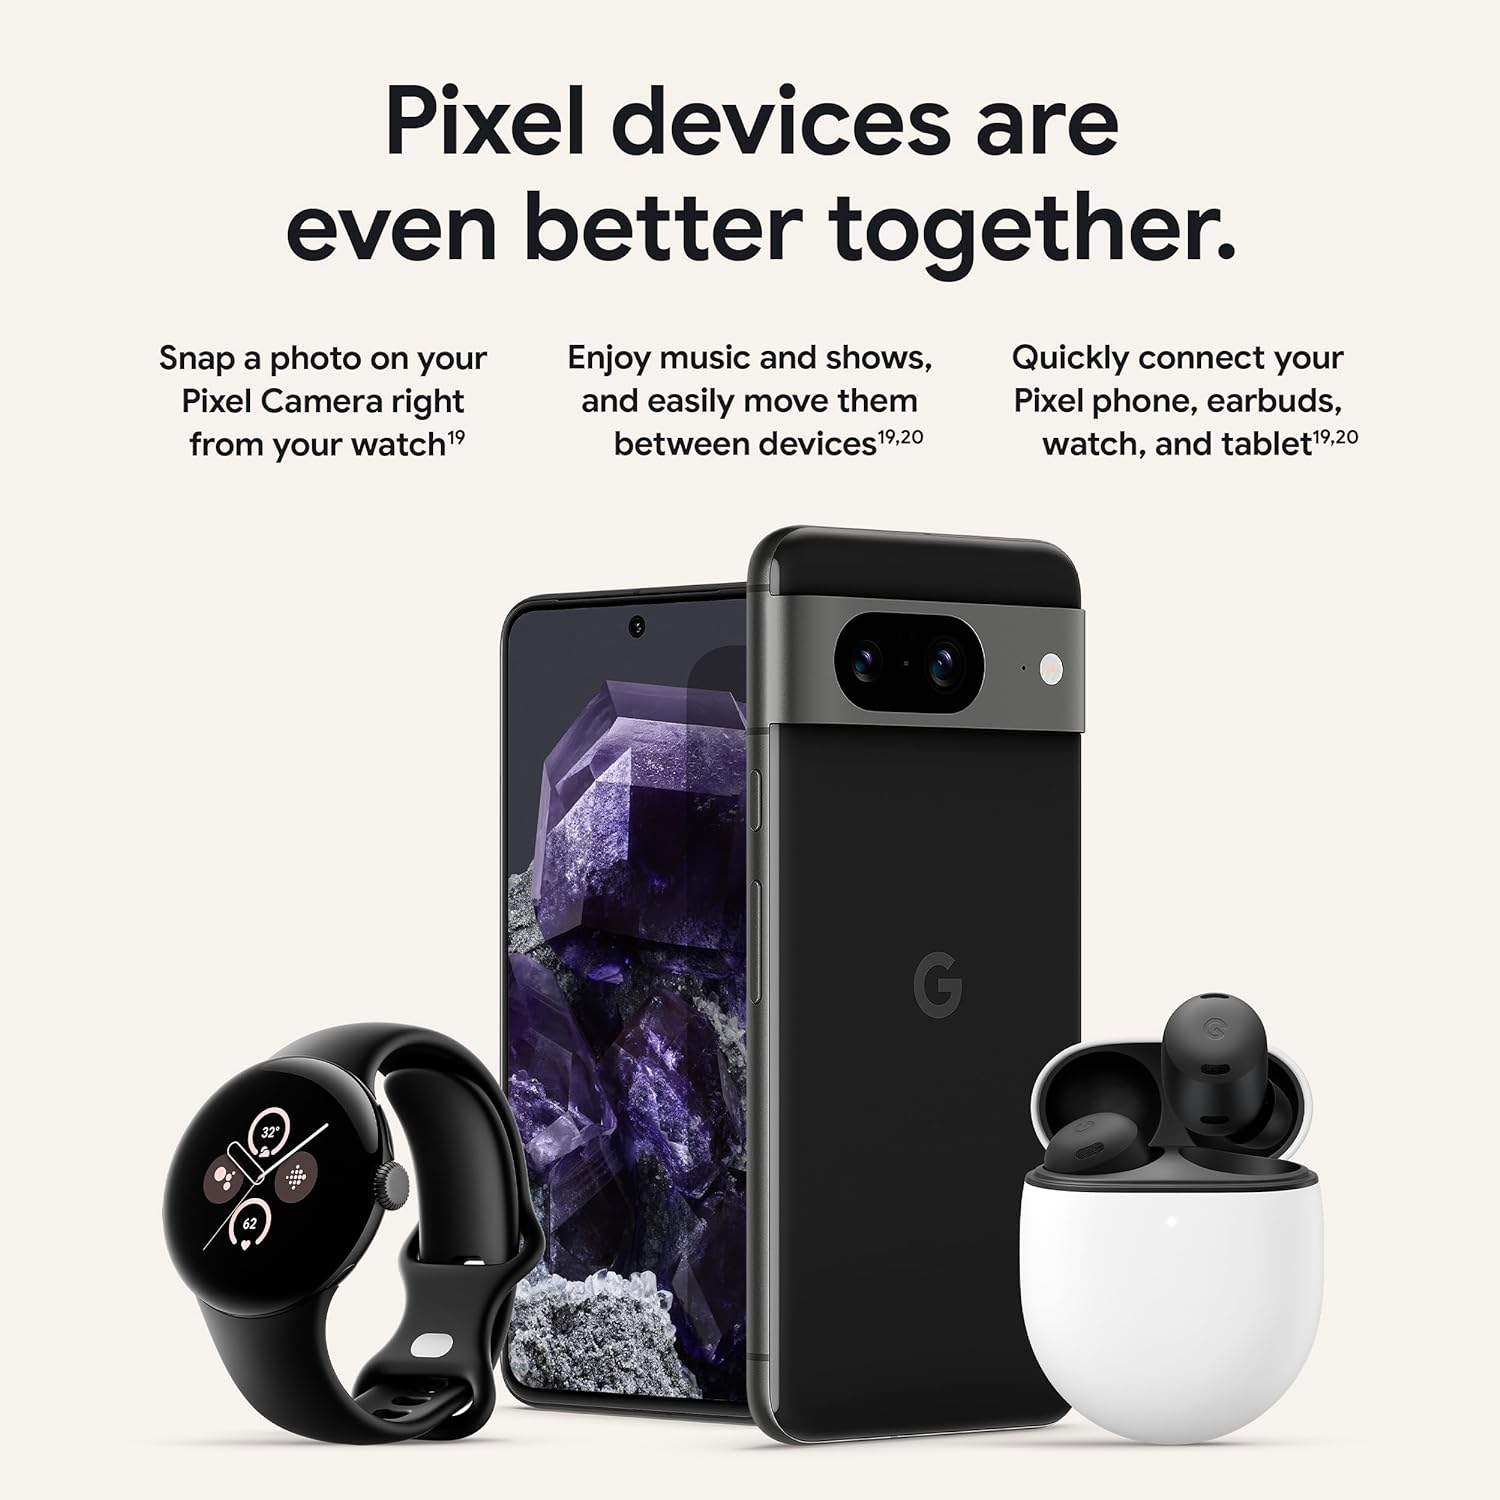 Pixel devices are
even better together.
Snap a photo on your
Pixel Camera right
from your watch19
Enjoy music and shows,
and easily move them
between devices19,20
Quickly connect your
Pixel phone, earbuds,
watch, and tablet19,20
G
32°
62
G